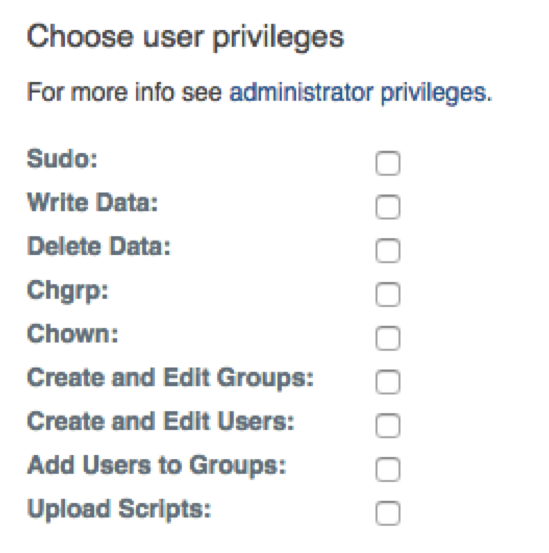 Choose user privileges
For more info see administrator privileges.
Sudo:
Write Data:
Delete Data:
Chgrp:
Chown:
Create and Edit Groups:
Create and Edit Users:
Add Users to Groups:
Upload Scripts: